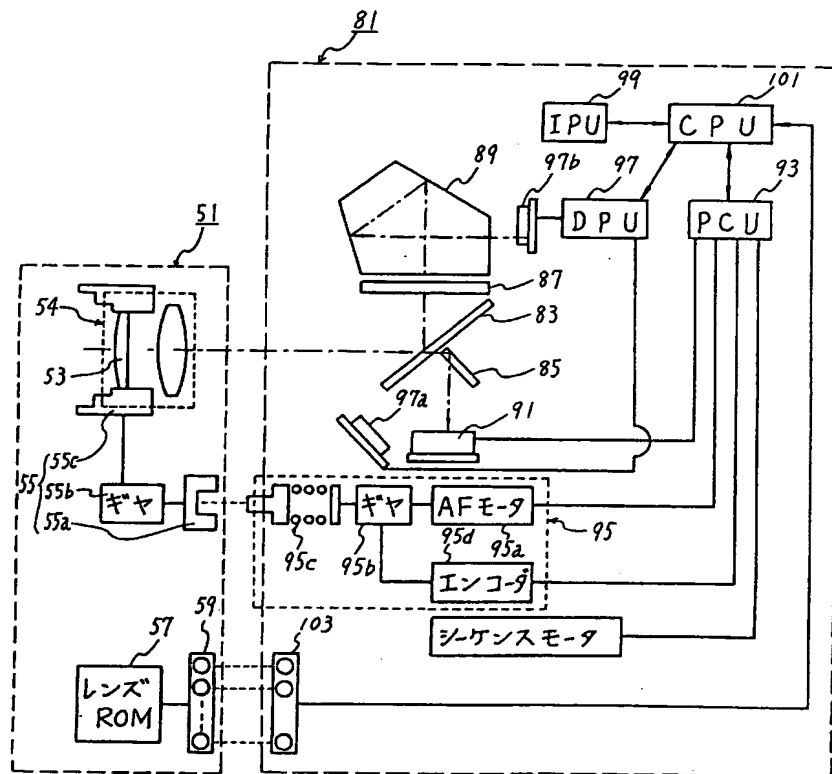 81
99
101
IPU
CPU
89
97b
97
93
DPU
PCU
51
87
54
83
53
85
97a
91
55
55c
55b
ギヤ
55a
95c
ギヤ
95b
AFモータ
95a
95
95d
エンコーダ
シーケンスモータ
57
59
103
レンズ
ROM